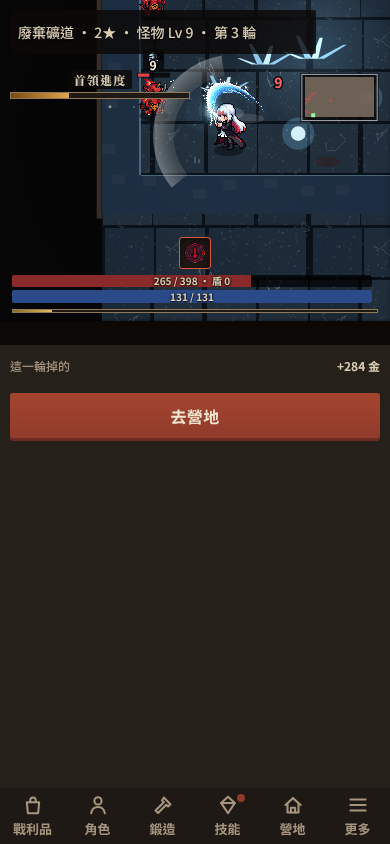 廢棄礦道 · 2★ · 怪物 Lv 9 · 第 3 輪
9
首領進度
9
265 / 398 · 盾 0
131 / 131
這一輪掉的
+284 金
去營地
戰利品
角色
鍛造
技能
營地
更多